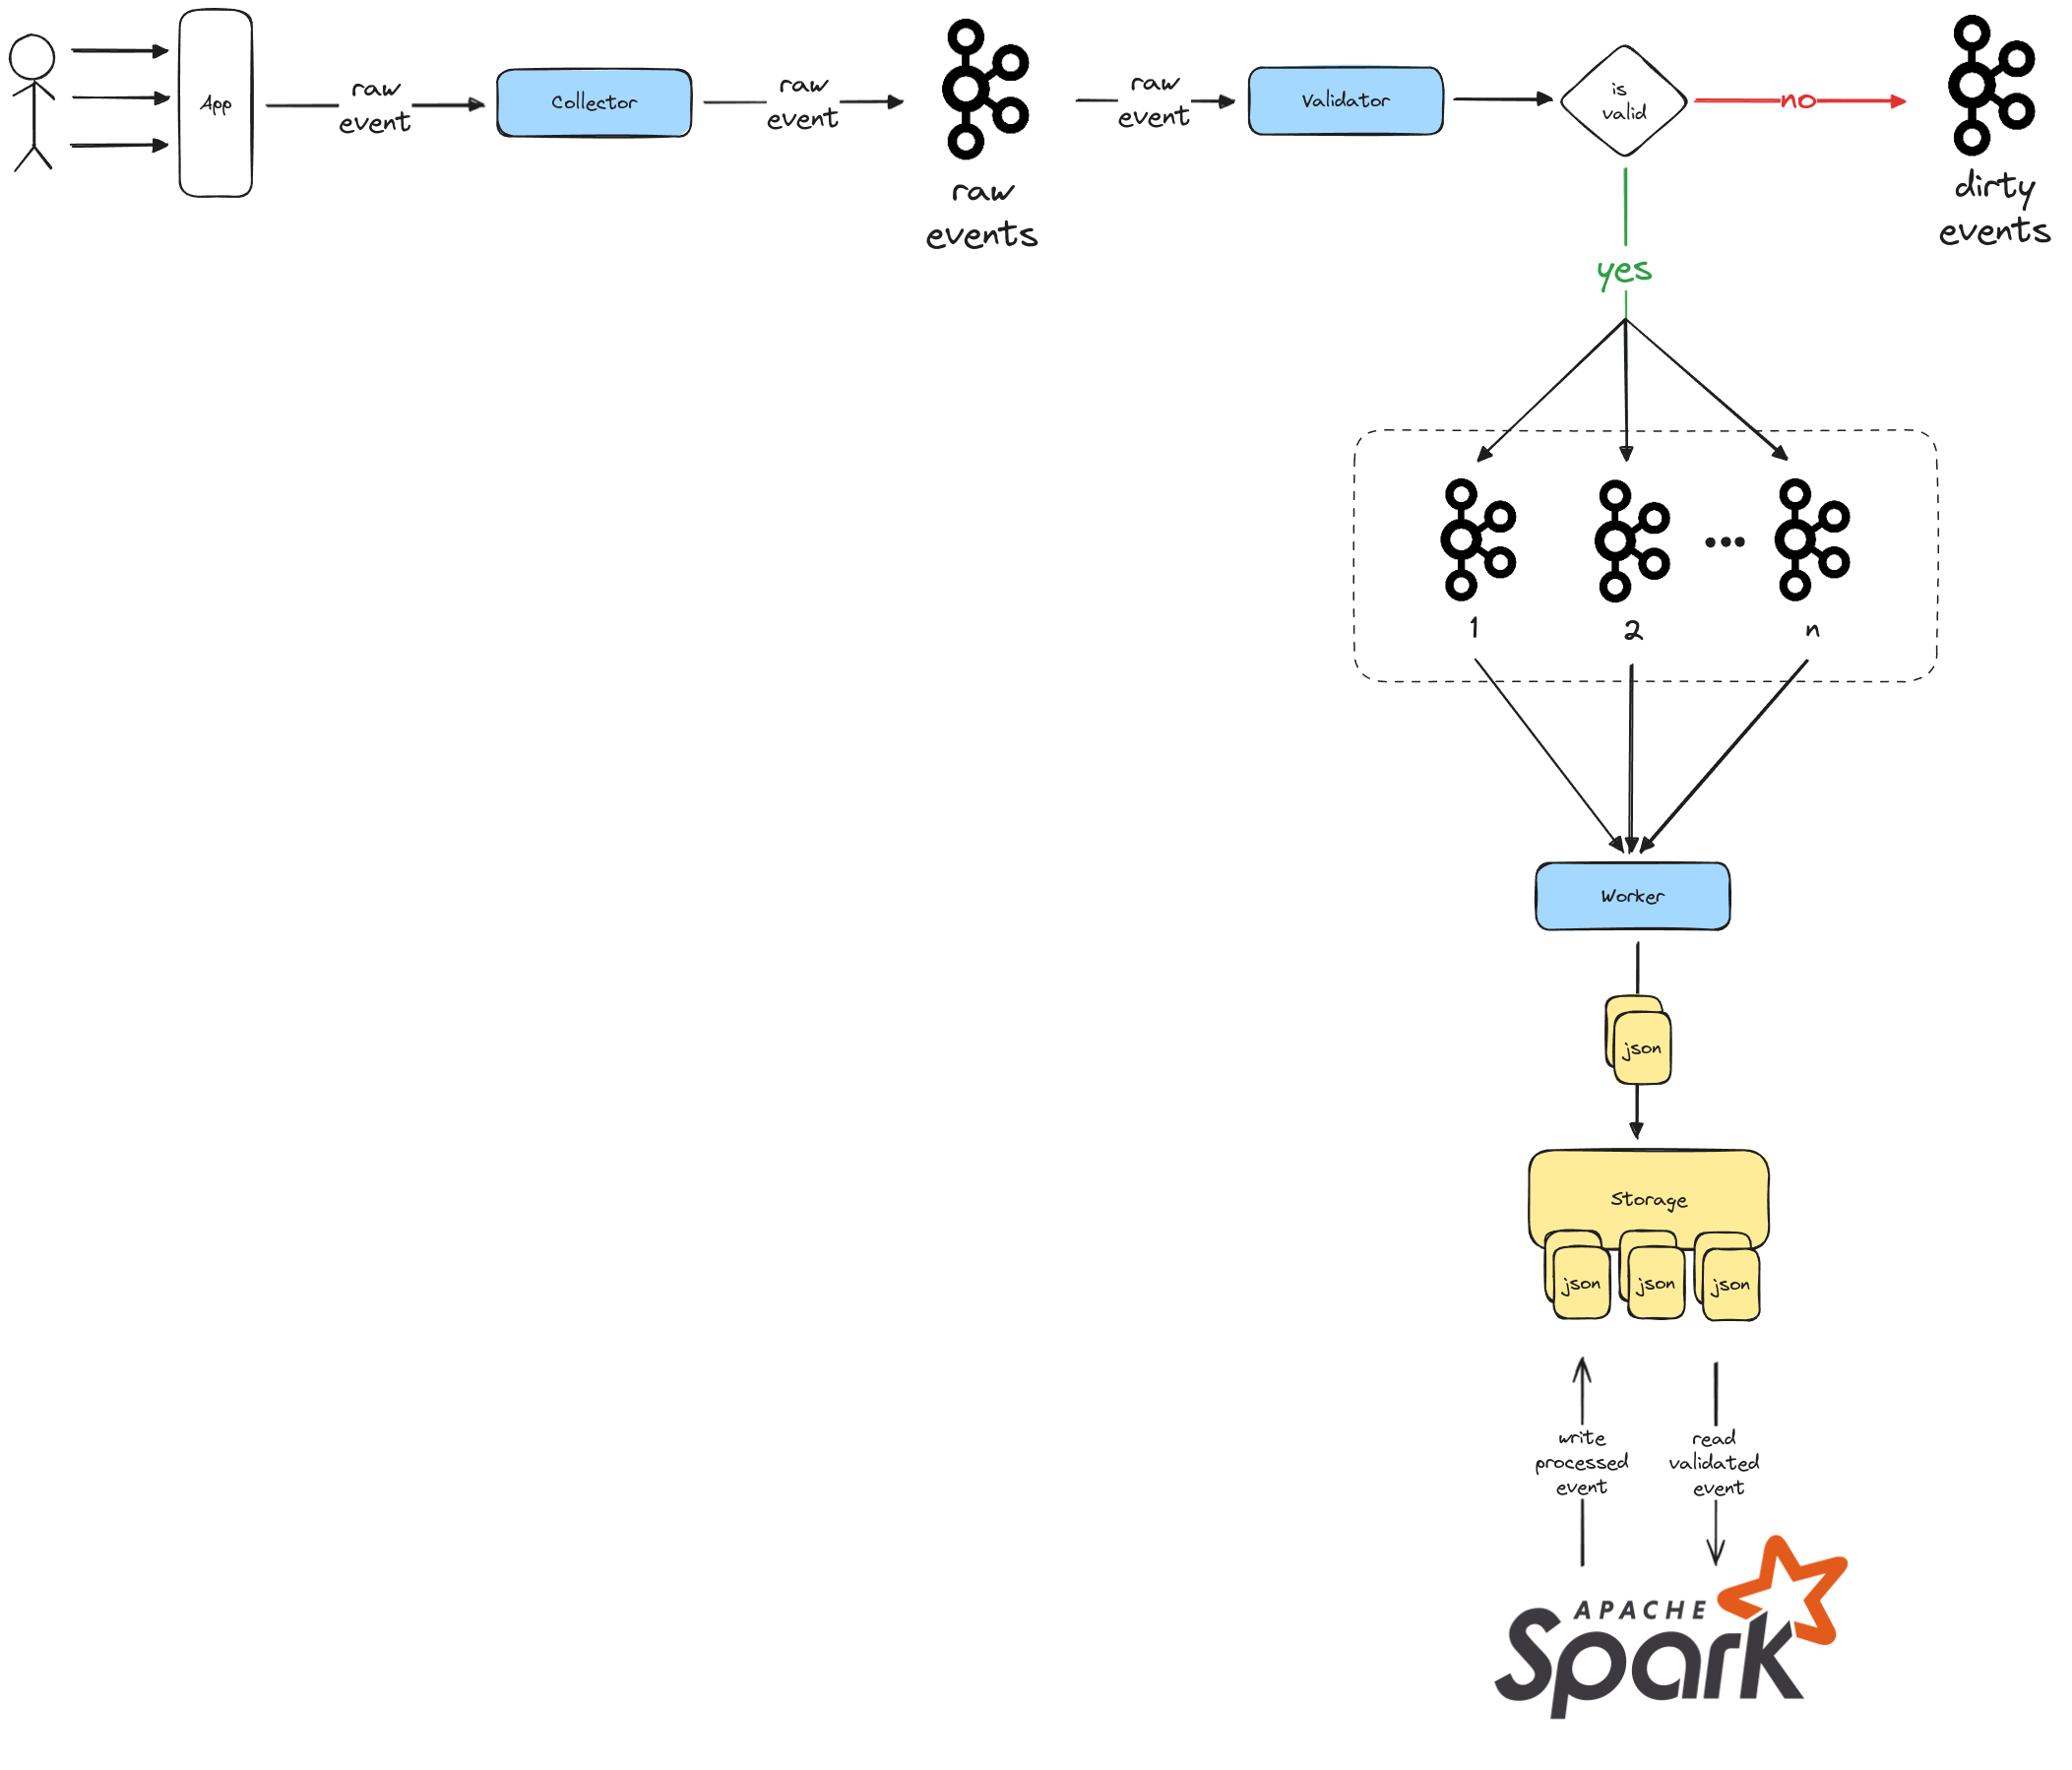 App
raw
event
Collector
raw
event
raw
events
raw
event
Validator
is
valid
no
dirty
events
yes
1
2
n
Worker
json
Storage
json
json
json
write
processed
event
read
validated
event
APACHE
Spark